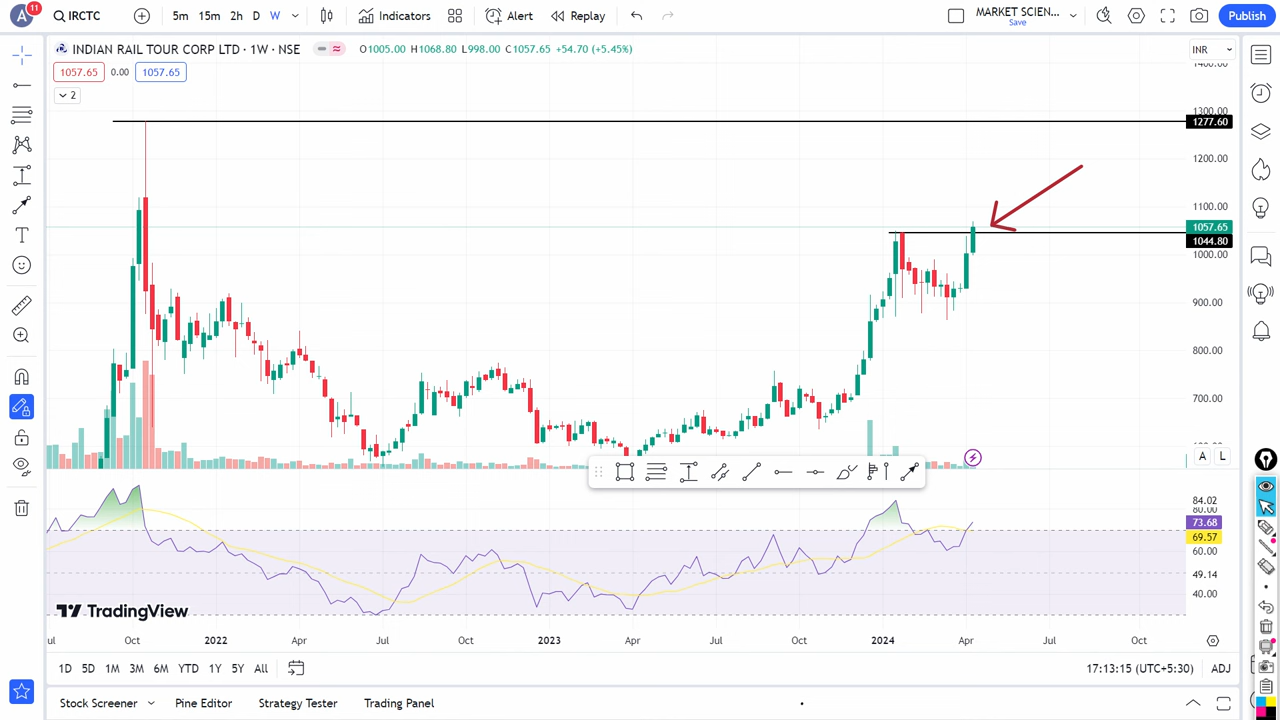 A 11 IRCTC 5m 15m 2h D W Indicators Alert Replay MARKET SCIEN... Save Publish
INDIAN RAIL TOUR CORP LTD · 1W · NSE O1005.00 H1068.80 L998.00 C1057.65 +54.70 (+5.45%) INR
1057.65 0.00 1057.65
2
1400.00
1300.00
1277.60
1200.00
1100.00
1057.65
1044.80
1000.00
900.00
800.00
700.00
A L
84.02
80.00
73.68
69.57
60.00
49.14
40.00
TradingView
Oct 2022 Apr Jul Oct 2023 Apr Jul Oct 2024 Apr Jul Oct
1D 5D 1M 3M 6M YTD 1Y 5Y All 17:13:15 (UTC+5:30) ADJ
Stock Screener Pine Editor Strategy Tester Trading Panel